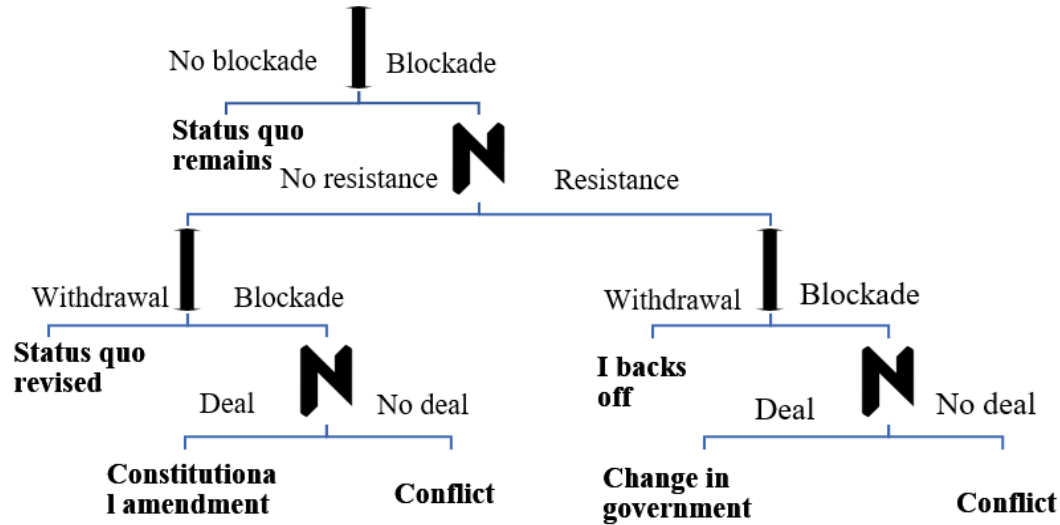 I
No blockade Blockade
Status quo
remains
N
No resistance Resistance
I I
Withdrawal Blockade Withdrawal Blockade
Status quo
revised
N
I backs
off
N
Deal No deal Deal No deal
Constitutiona
l amendment
Conflict
Change in
government
Conflict